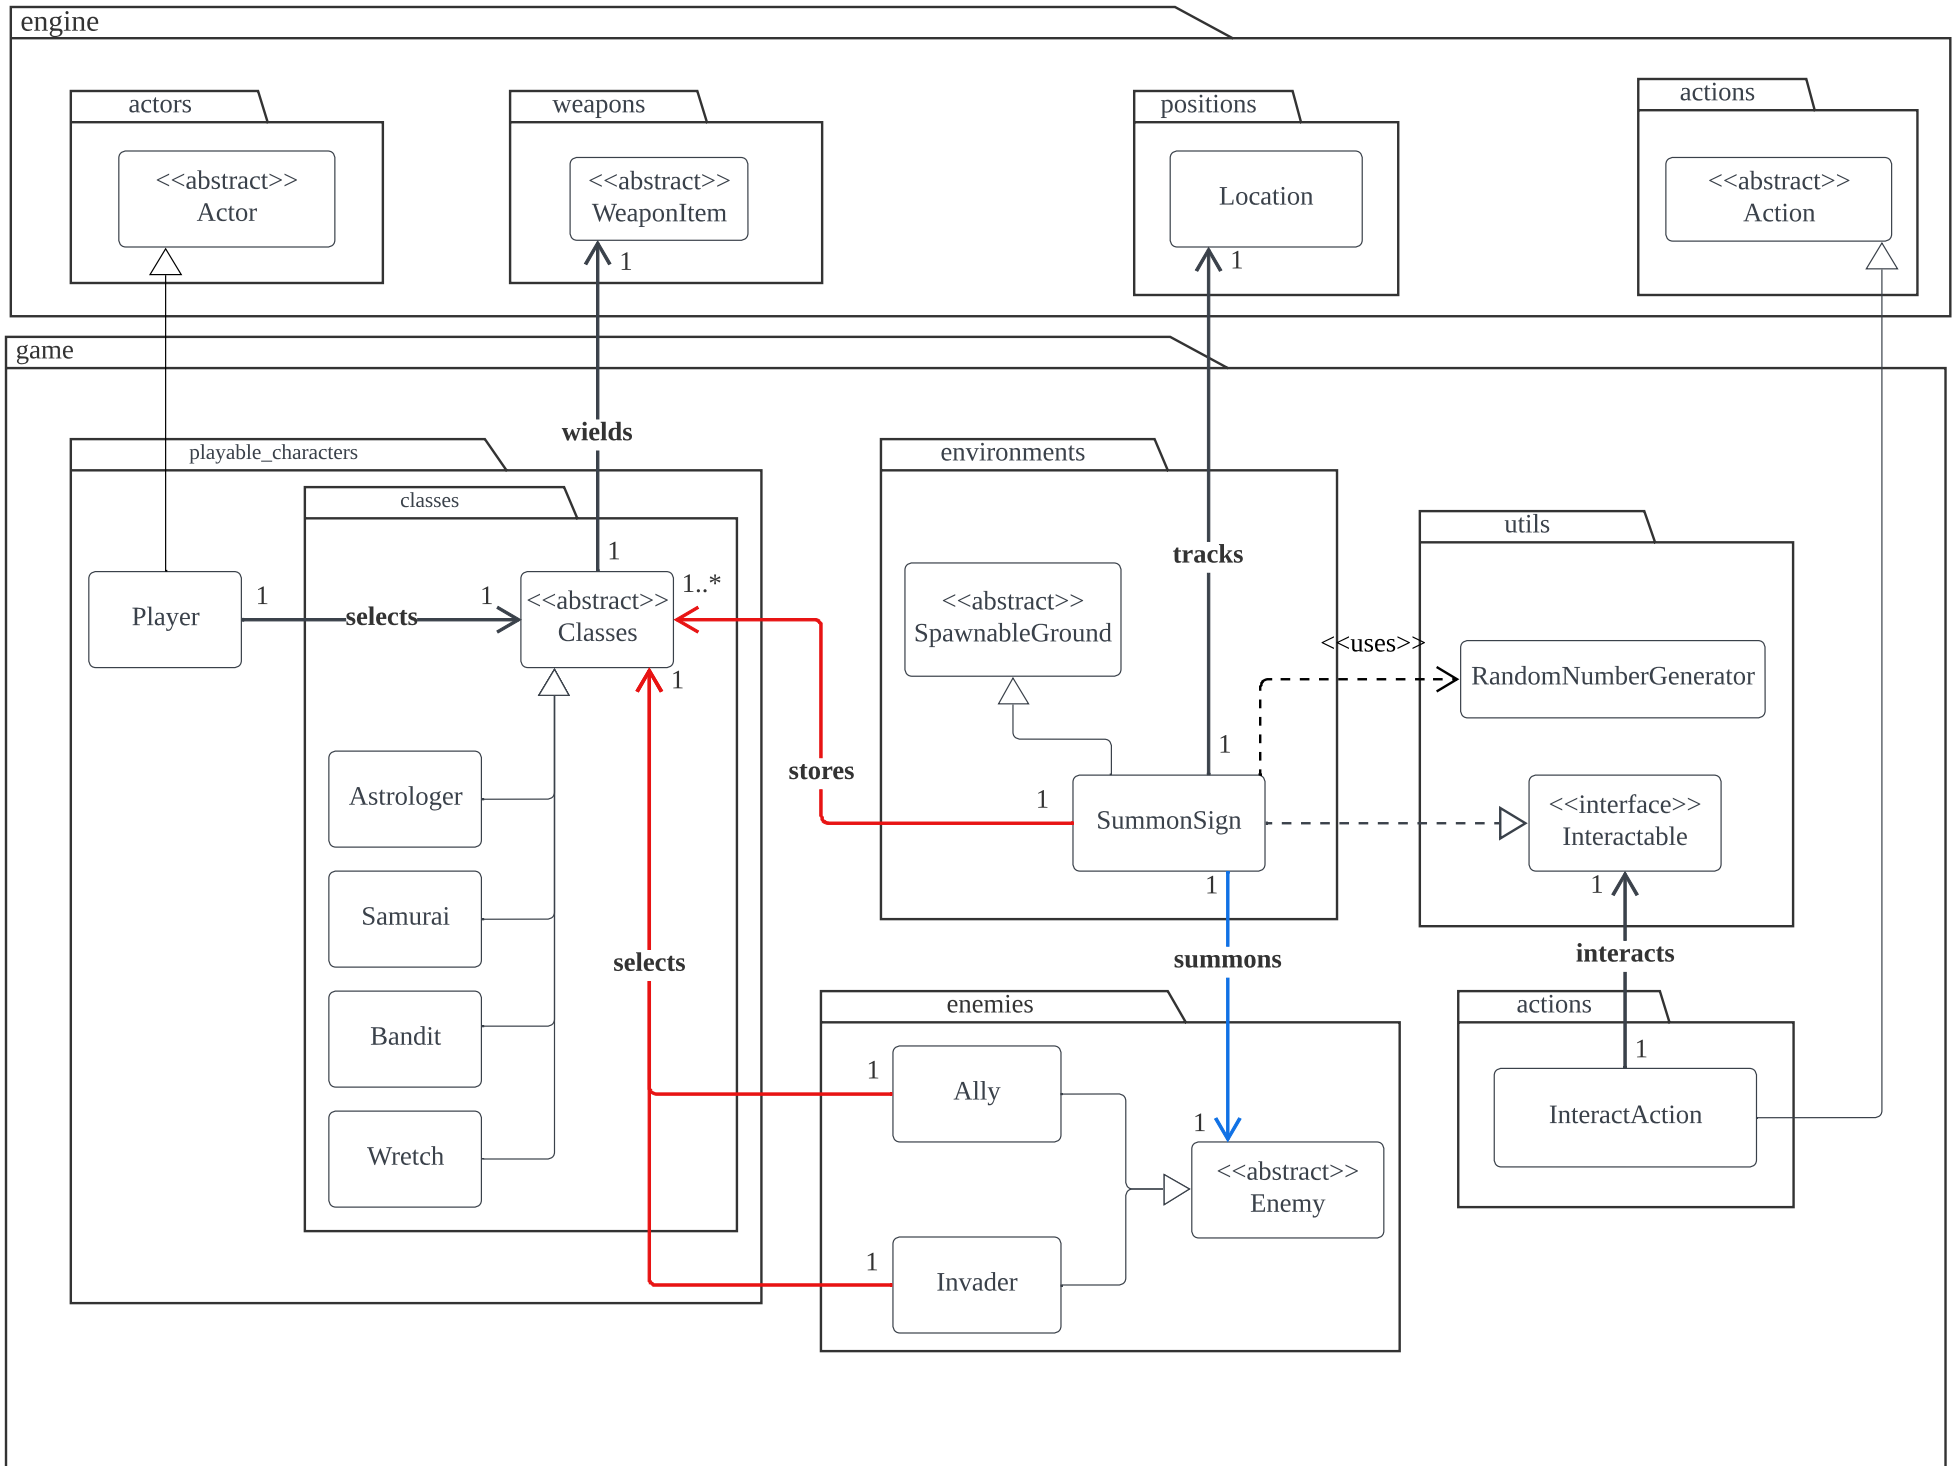 engine
actors
weapons
positions
actions
<<abstract>>
Actor
<<abstract>>
WeaponItem
Location
<<abstract>>
Action
1
1
game
wields
playable_characters
environments
classes
utils
1
tracks
Player
1
selects
1
<<abstract>>
Classes
1..*
1
<<abstract>>
SpawnableGround
<<uses>>
RandomNumberGenerator
1
stores
1
SummonSign
<<interface>>
Interactable
Astrologer
1
1
Samurai
selects
summons
interacts
enemies
actions
Bandit
1
Ally
1
1
InteractAction
Wretch
<<abstract>>
Enemy
1
Invader